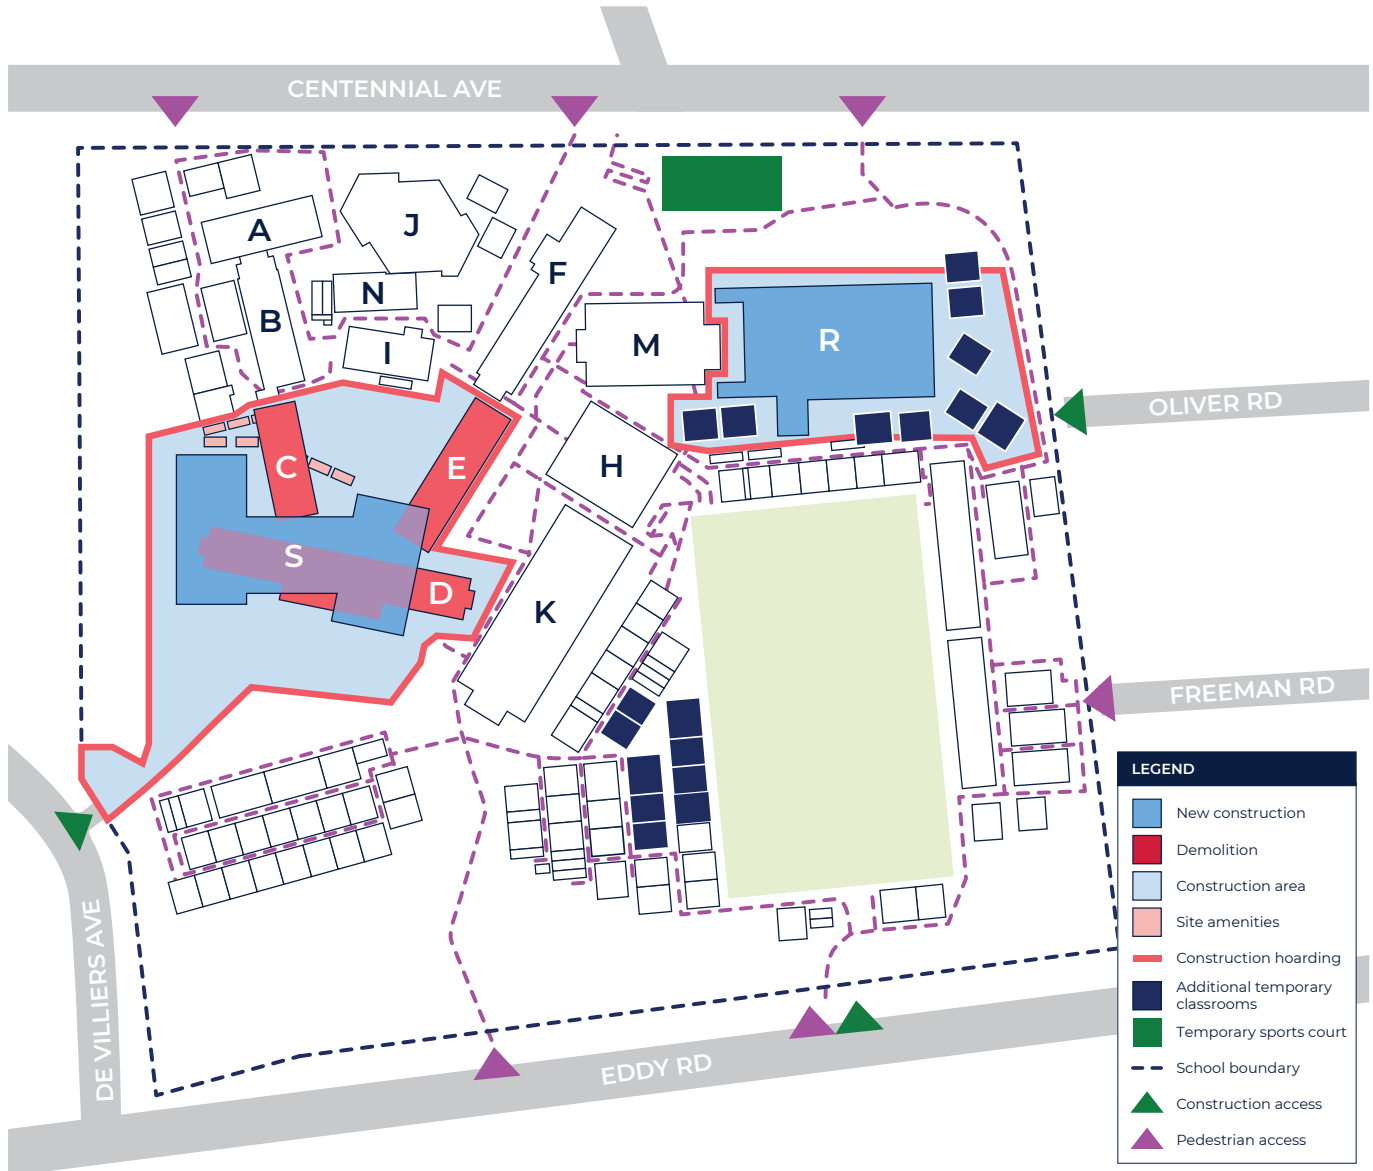 CENTENNIAL AVE
A
J
F
N
B
I
M
R
OLIVER RD
C
E
H
S
D
K
FREEMAN RD
DE VILLIERS AVE
EDDY RD
LEGEND
New construction
Demolition
Construction area
Site amenities
Construction hoarding
Additional temporary
classrooms
Temporary sports court
School boundary
Construction access
Pedestrian access